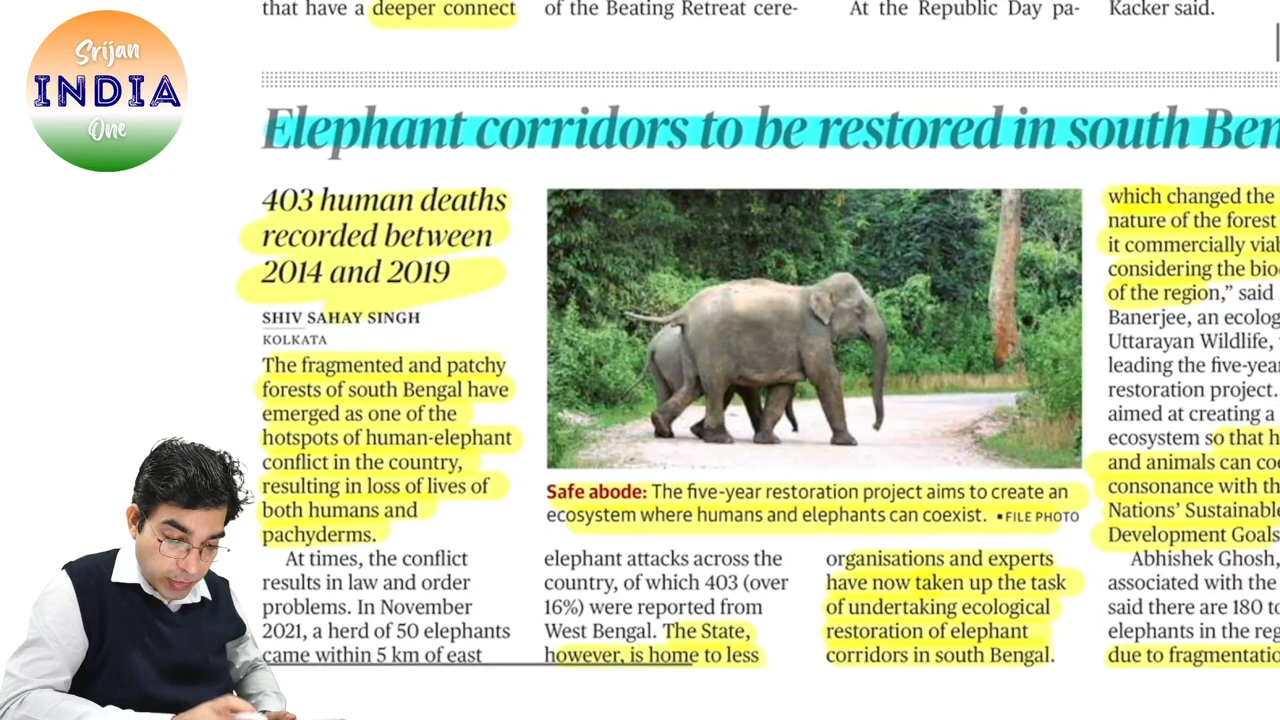 Srijan
INDIA
One
that have a deeper connect
of the Beating Retreat cere-
At the Republic Day pa-
Kacker said.
Elephant corridors to be restored in south Ben
403 human deaths
recorded between
2014 and 2019
SHIV SAHAY SINGH
KOLKATA
The fragmented and patchy
forests of south Bengal have
emerged as one of the
hotspots of human-elephant
conflict in the country,
resulting in loss of lives of
both humans and
pachyderms.
At times, the conflict
results in law and order
problems. In November
2021, a herd of 50 elephants
came within 5 km of east
Safe abode: The five-year restoration project aims to create an
ecosystem where humans and elephants can coexist. ▪FILE PHOTO
elephant attacks across the
country, of which 403 (over
16%) were reported from
West Bengal. The State,
however, is home to less
organisations and experts
have now taken up the task
of undertaking ecological
restoration of elephant
corridors in south Bengal.
which changed the
nature of the forest
it commercially viab
considering the bio
of the region,” said
Banerjee, an ecolog
Uttarayan Wildlife,
leading the five-year
restoration project.
aimed at creating a
ecosystem so that h
and animals can coe
consonance with th
Nations’ Sustainable
Development Goals
Abhishek Ghosh,
associated with the
said there are 180 to
elephants in the reg
due to fragmentatio